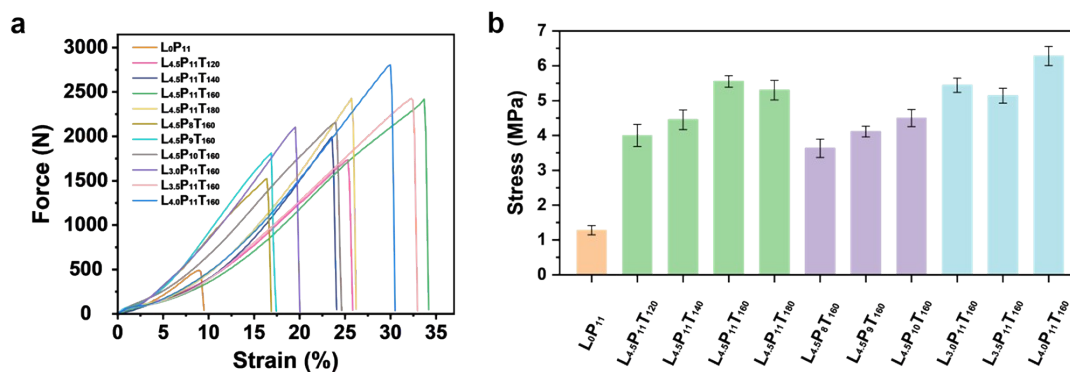 a
3000
2500
2000
1500
1000
500
0
Force (N)
L₀P₁₁
L₄.₅P₁₁T₁₂₀
L₄.₅P₁₁T₁₄₀
L₄.₅P₁₁T₁₆₀
L₄.₅P₁₁T₁₈₀
L₄.₅P₈T₁₆₀
L₄.₅P₉T₁₆₀
L₄.₅P₁₀T₁₆₀
L₃.₀P₁₁T₁₆₀
L₃.₅P₁₁T₁₆₀
L₄.₀P₁₁T₁₆₀
0 5 10 15 20 25 30 35
Strain (%)
b
7
6
5
4
3
2
1
0
Stress (MPa)
L₀P₁₁
L₄.₅P₁₁T₁₂₀
L₄.₅P₁₁T₁₄₀
L₄.₅P₁₁T₁₆₀
L₄.₅P₁₁T₁₈₀
L₄.₅P₈T₁₆₀
L₄.₅P₉T₁₆₀
L₄.₅P₁₀T₁₆₀
L₃.₀P₁₁T₁₆₀
L₃.₅P₁₁T₁₆₀
L₄.₀P₁₁T₁₆₀